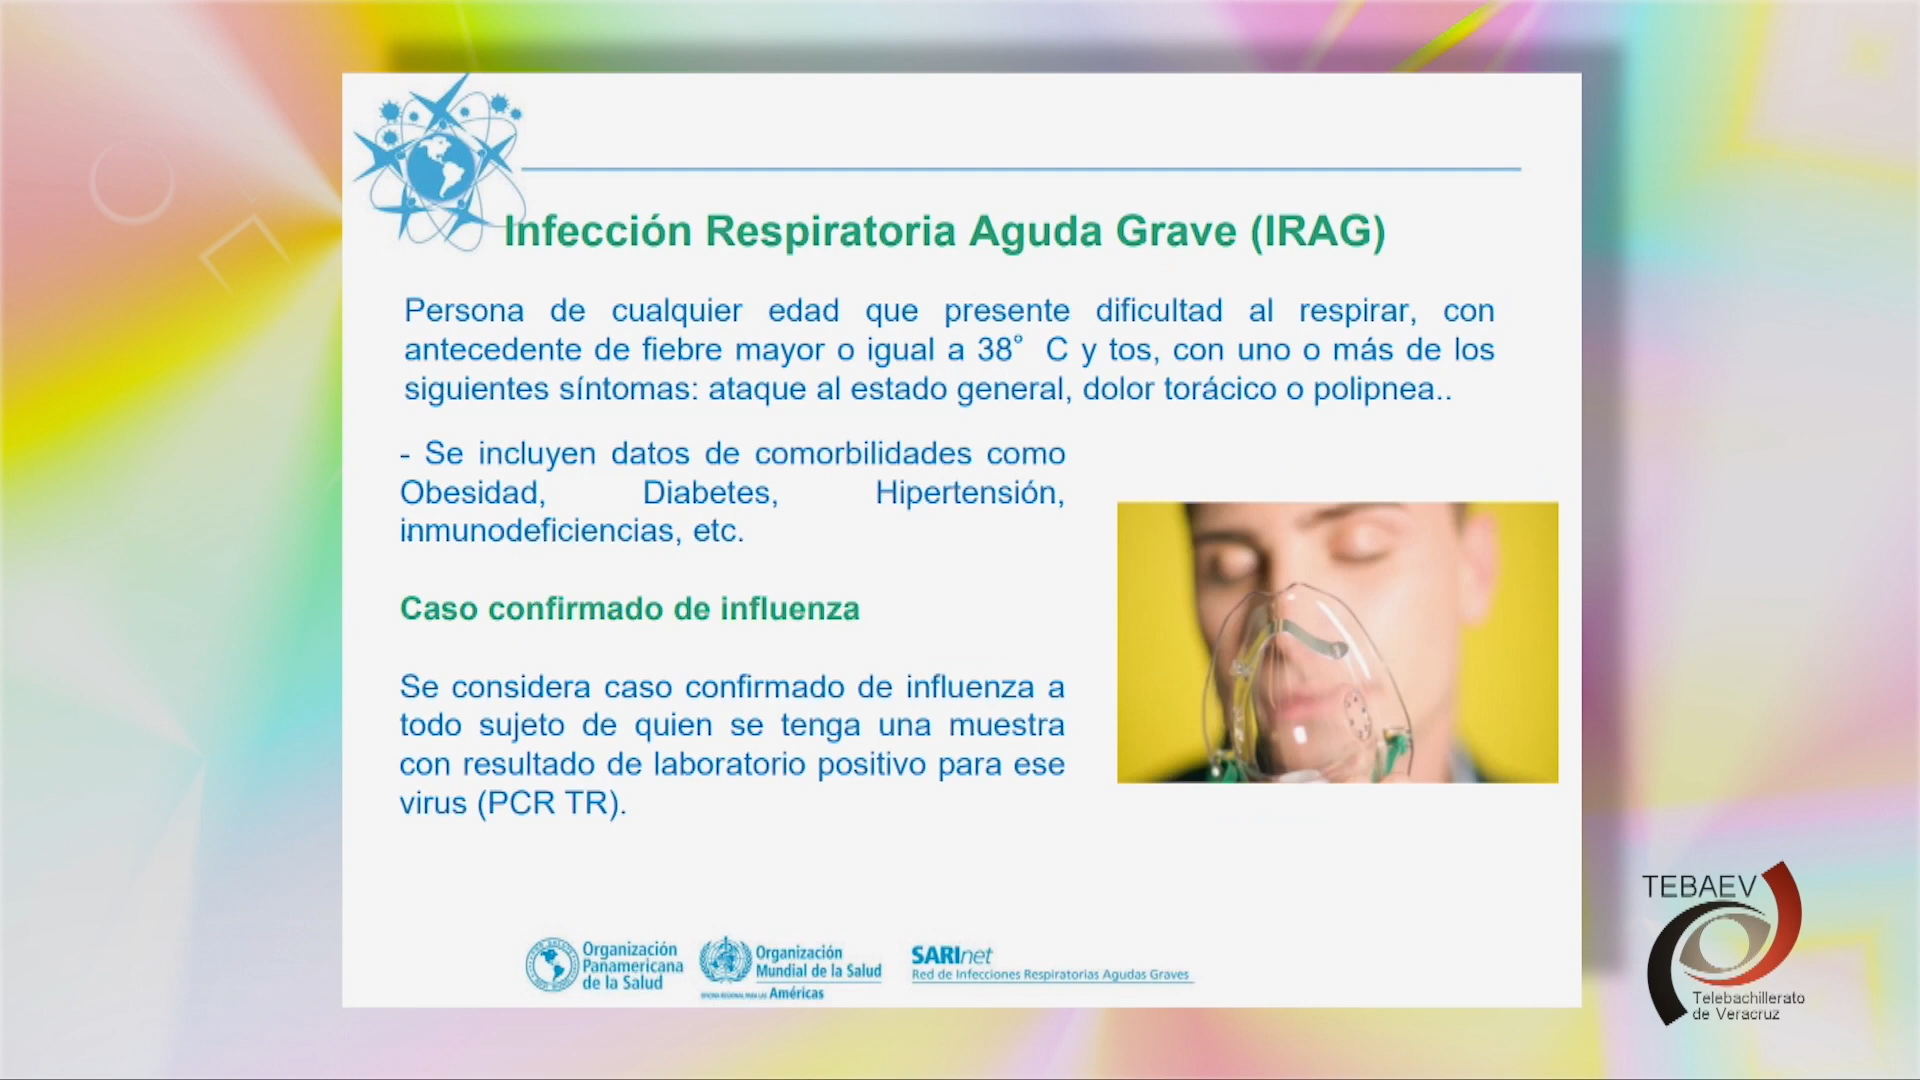 Infección Respiratoria Aguda Grave (IRAG)
Persona de cualquier edad que presente dificultad al respirar, con
antecedente de fiebre mayor o igual a 38° C y tos, con uno o más de los
siguientes síntomas: ataque al estado general, dolor torácico o polipnea..
- Se incluyen datos de comorbilidades como
Obesidad, Diabetes, Hipertensión,
inmunodeficiencias, etc.
Caso confirmado de influenza
Se considera caso confirmado de influenza a
todo sujeto de quien se tenga una muestra
con resultado de laboratorio positivo para ese
virus (PCR TR).
Organización
Panamericana
de la Salud
Organización
Mundial de la Salud
OFICINA REGIONAL PARA LAS Américas
SARInet
Red de Infecciones Respiratorias Agudas Graves
TEBAEV
Telebachillerato
de Veracruz